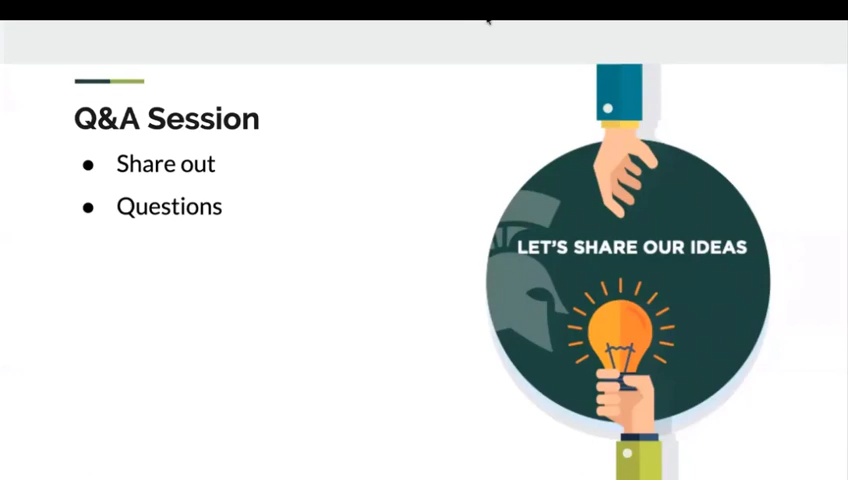 Q&A Session
● Share out
● Questions
LET'S SHARE OUR IDEAS